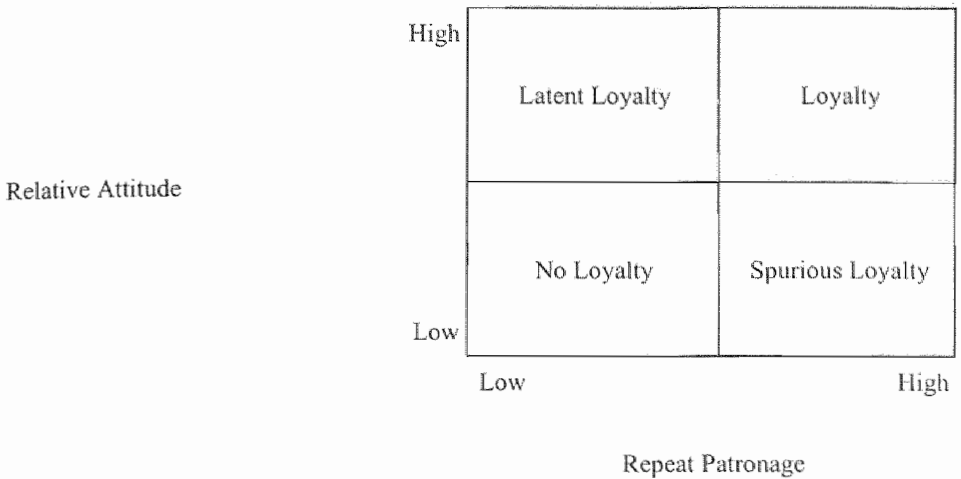 High
Latent Loyalty
Loyalty
Relative Attitude
No Loyalty
Spurious Loyalty
Low
Low
High
Repeat Patronage